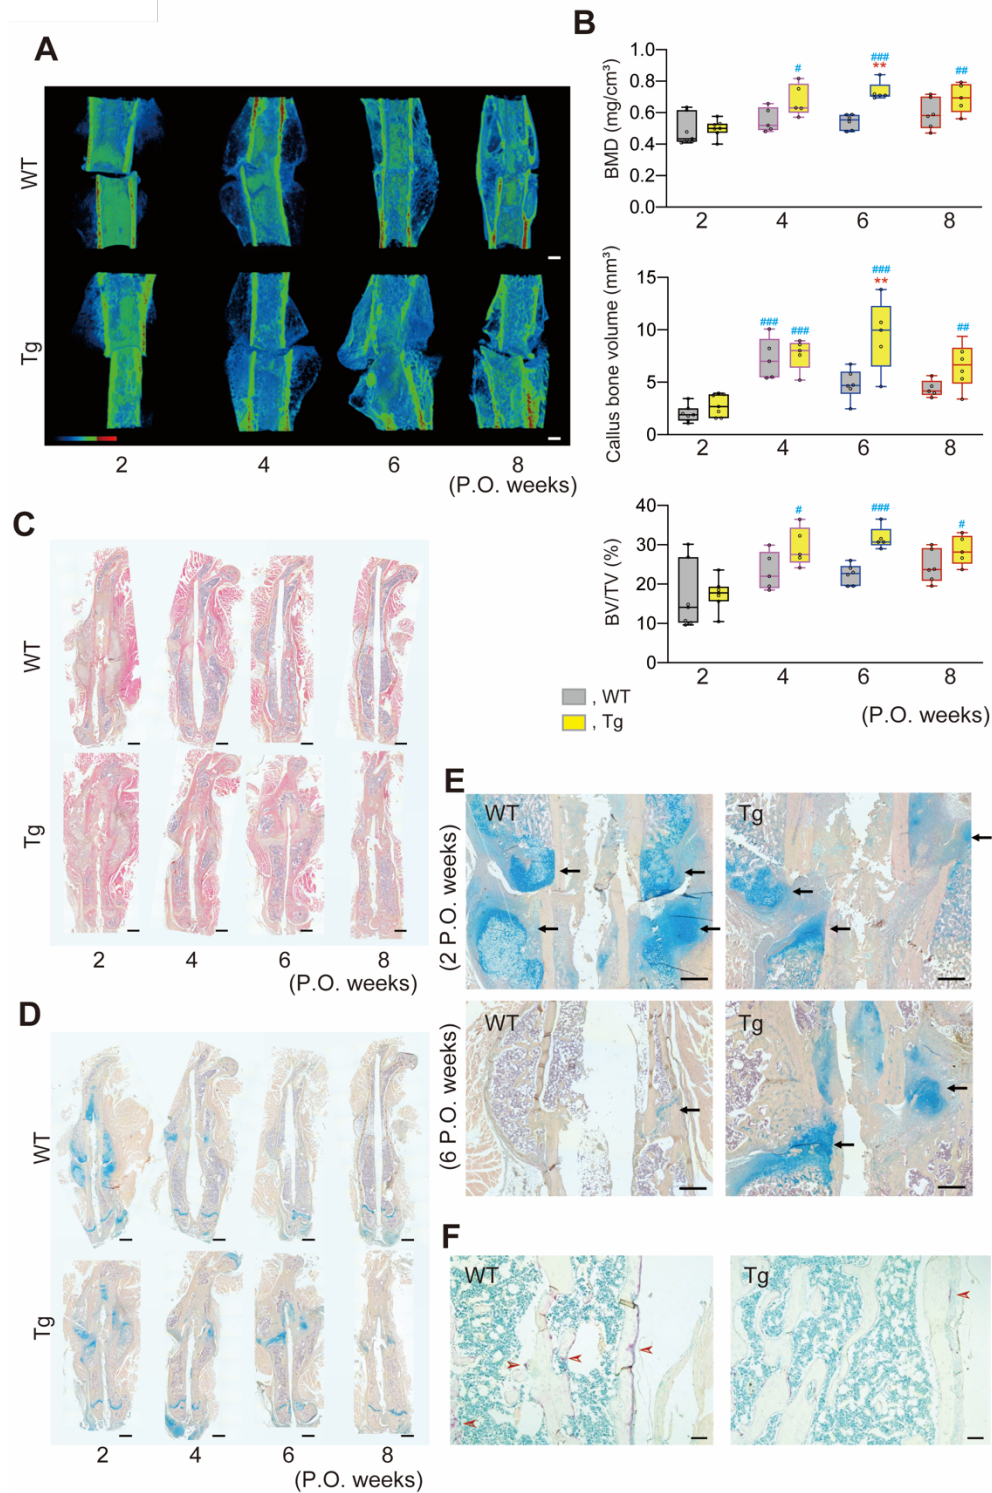 A
WT
Tg
2 4 6 8
(P.O. weeks)
B
BMD (mg/cm³)
1.0
0.8
0.6
0.4
0.2
0.0
#
###
**
##
2 4 6 8
Callus bone volume (mm³)
15
10
5
0
###
###
###
**
##
2 4 6 8
BV/TV (%)
40
30
20
10
0
#
###
#
2 4 6 8
(P.O. weeks)
, WT
, Tg
C
WT
Tg
2 4 6 8
(P.O. weeks)
D
WT
Tg
2 4 6 8
(P.O. weeks)
E
(2 P.O. weeks)
WT
Tg
(6 P.O. weeks)
WT
Tg
F
WT
Tg